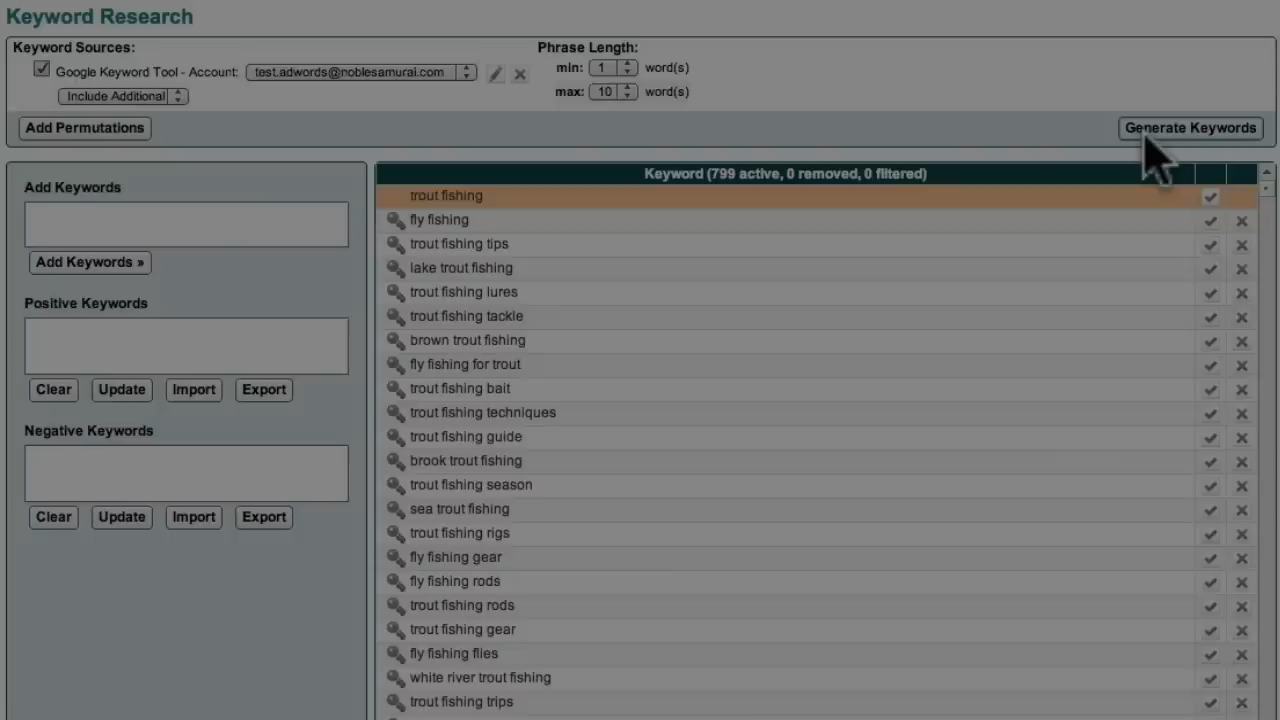 Keyword Research
Keyword Sources:
Google Keyword Tool - Account: test.adwords@noblesamurai.com
Include Additional
Phrase Length:
min: 1 word(s)
max: 10 word(s)
Add Permutations
Generate Keywords
Add Keywords
Add Keywords »
Positive Keywords
Clear Update Import Export
Negative Keywords
Clear Update Import Export
Keyword (799 active, 0 removed, 0 filtered)
trout fishing
fly fishing
trout fishing tips
lake trout fishing
trout fishing lures
trout fishing tackle
brown trout fishing
fly fishing for trout
trout fishing bait
trout fishing techniques
trout fishing guide
brook trout fishing
trout fishing season
sea trout fishing
trout fishing rigs
fly fishing gear
fly fishing rods
trout fishing rods
trout fishing gear
fly fishing flies
white river trout fishing
trout fishing trips